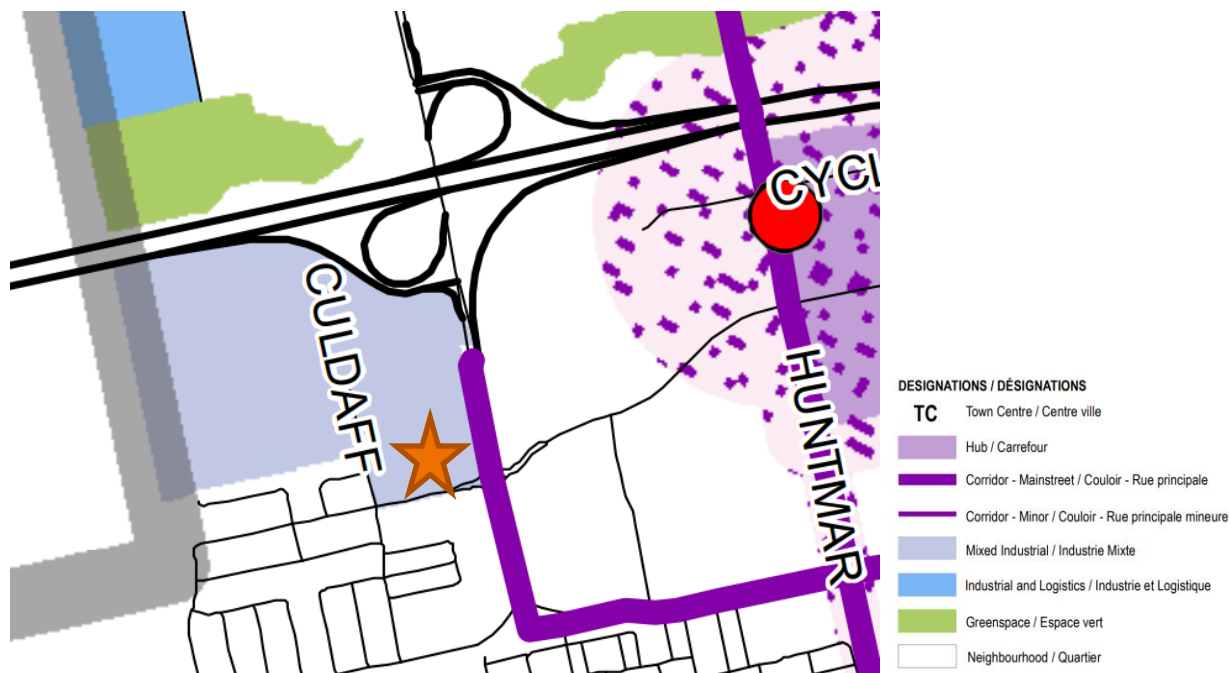 CYCL
CULDAFF
HUNTMAR
DESIGNATIONS / DÉSIGNATIONS
TC Town Centre / Centre ville
Hub / Carrefour
Corridor - Mainstreet / Couloir - Rue principale
Corridor - Minor / Couloir - Rue principale mineure
Mixed Industrial / Industrie Mixte
Industrial and Logistics / Industrie et Logistique
Greenspace / Espace vert
Neighbourhood / Quartier